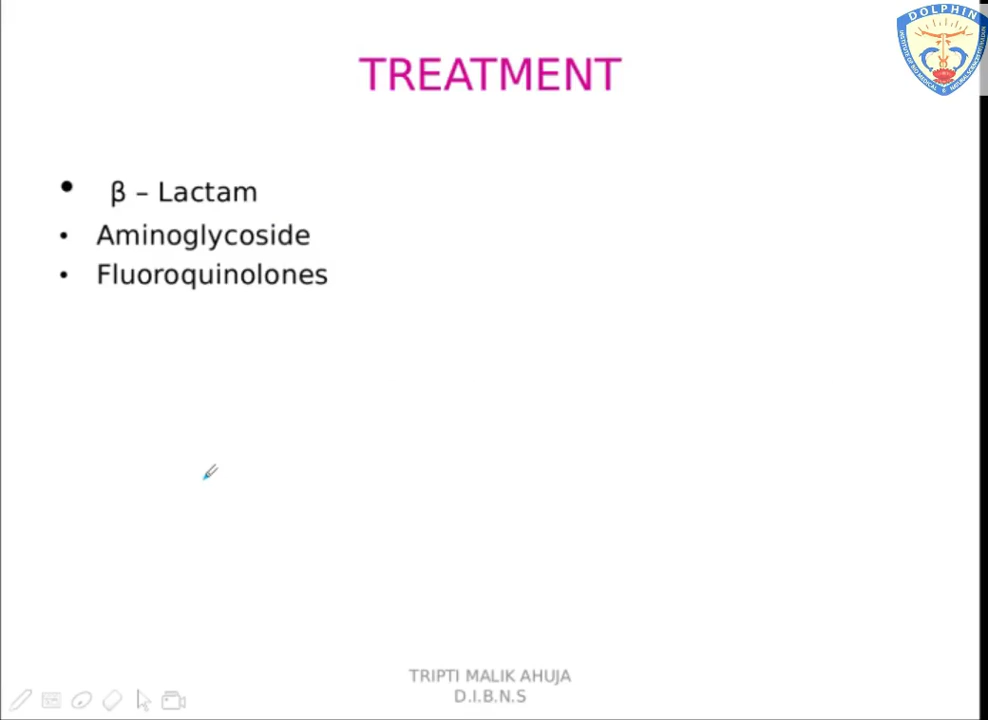 DOLPHIN
TREATMENT
• β – Lactam
• Aminoglycoside
• Fluoroquinolones
TRIPTI MALIK AHUJA
D.I.B.N.S